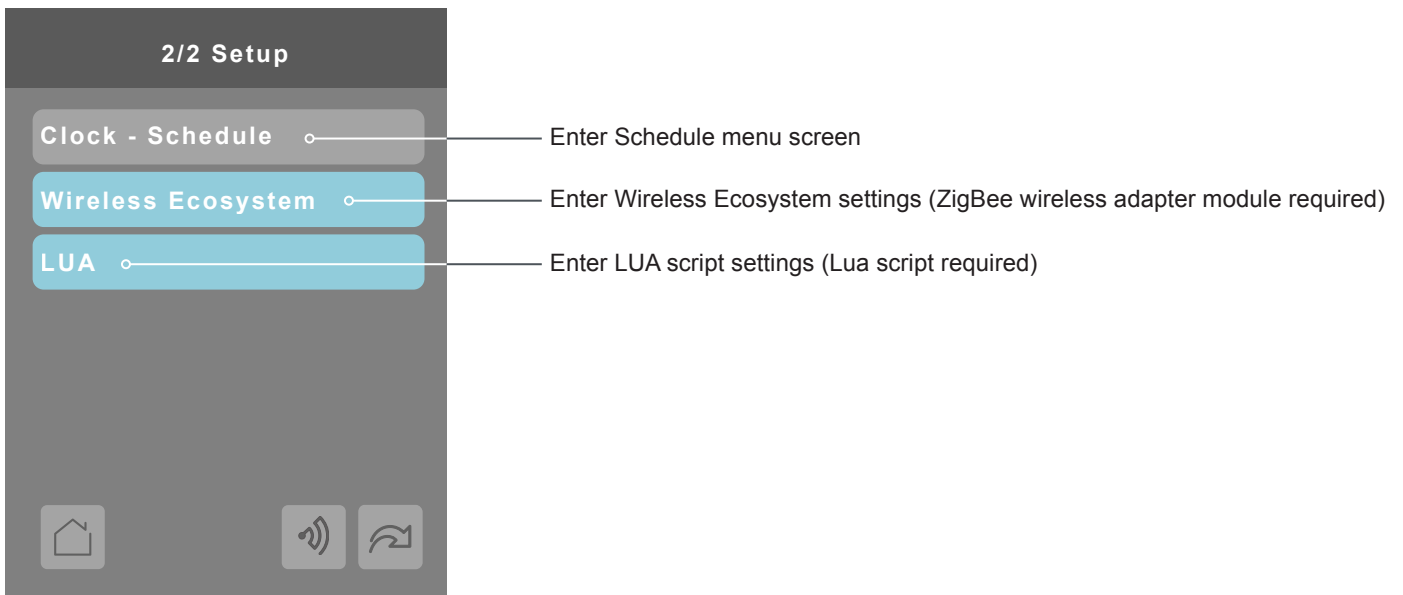 2/2 Setup
Clock - Schedule
Enter Schedule menu screen
Wireless Ecosystem
Enter Wireless Ecosystem settings (ZigBee wireless adapter module required)
LUA
Enter LUA script settings (Lua script required)